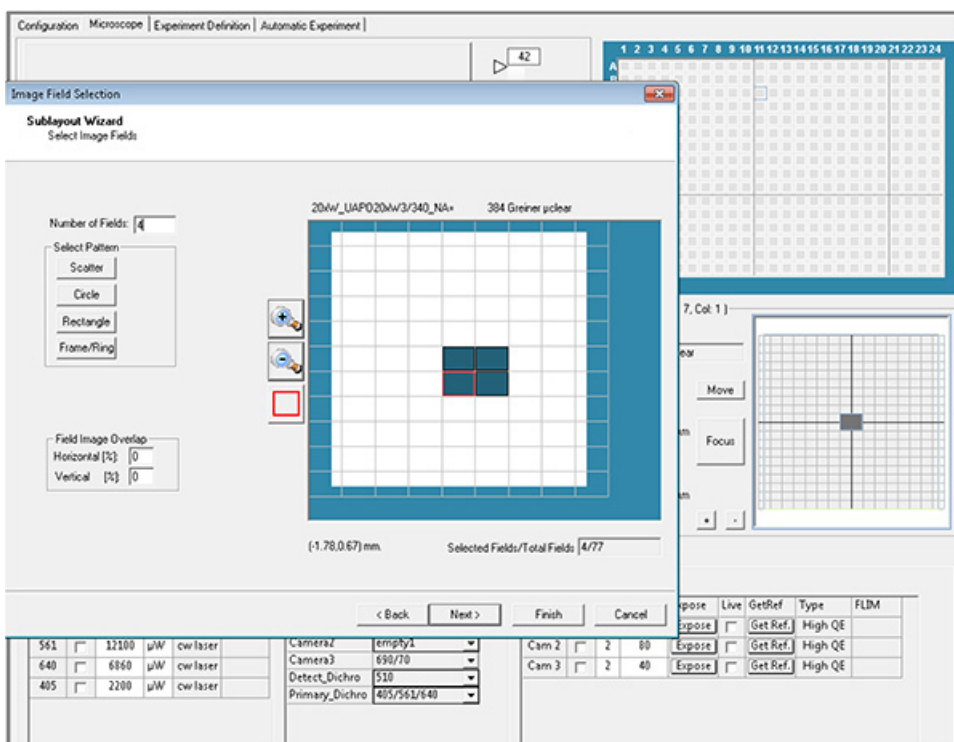 Configuration Microscope Experiment Definition Automatic Experiment
42
1 2 3 4 5 6 7 8 9 10 11 12 13 14 15 16 17 18 19 20 21 22 23 24
A
Image Field Selection
Sublayout Wizard
Select Image Fields
20xW_UAPO20xW3/340_NA= 384 Greiner µclear
Number of Fields: 4
Select Pattern
Scatter
Circle
Rectangle
Frame/Ring
7, Col: 1 )
ear
Move
Focus
+ -
Field Image Overlap
Horizontal [%]: 0
Vertical [%]: 0
(-1.78,0.67) mm.
Selected Fields/Total Fields 4/77
< Back Next > Finish Cancel
xpose Live GetRef Type FLIM
Expose Get Ref. High QE
561 12100 µW cw laser Camera2 empty1 Cam 2 2 80 Expose Get Ref. High QE
640 6860 µW cw laser Camera3 690/70 Cam 3 2 40 Expose Get Ref. High QE
405 2200 µW cw laser Detect_Dichro 510
Primary_Dichro 405/561/640